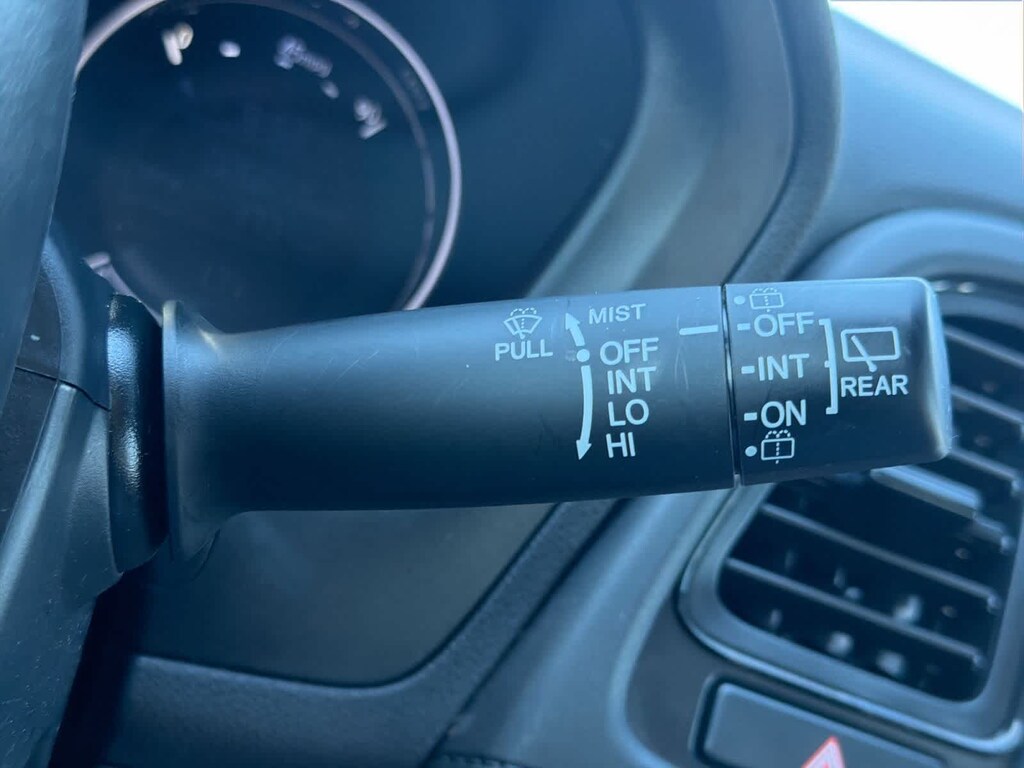 MIST
PULL
OFF
INT
LO
HI
OFF
INT
ON
REAR